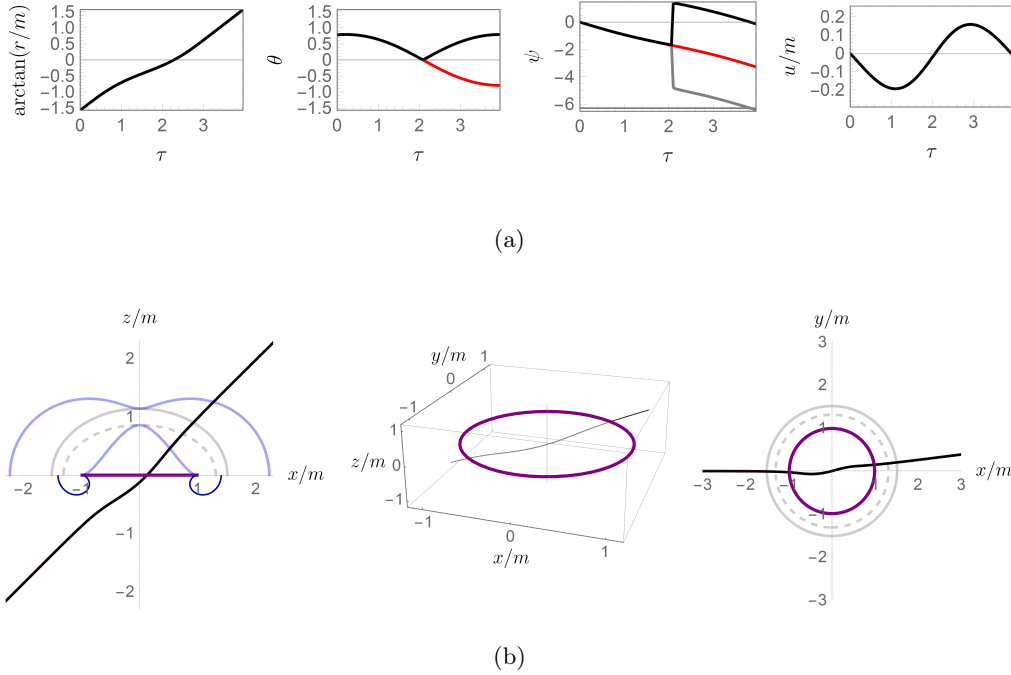 arctan(r/m)
1.5
1.0
0.5
0
−0.5
−1.0
−1.5
0 1 2 3
τ
θ
1.5
1.0
0.5
0
−0.5
−1.0
−1.5
0 1 2 3
τ
ψ
0
−2
−4
−6
0 1 2 3
τ
u/m
0.2
0.1
0
−0.1
−0.2
0 1 2 3
τ
(a)
z/m
2
1
−2 −1 1 2 x/m
−1
−2
y/m 1
0
−1
1
z/m 0
−1
−1 0 1
x/m
y/m
3
2
1
−3 −2 −1 1 2 3 x/m
−1
−2
−3
(b)